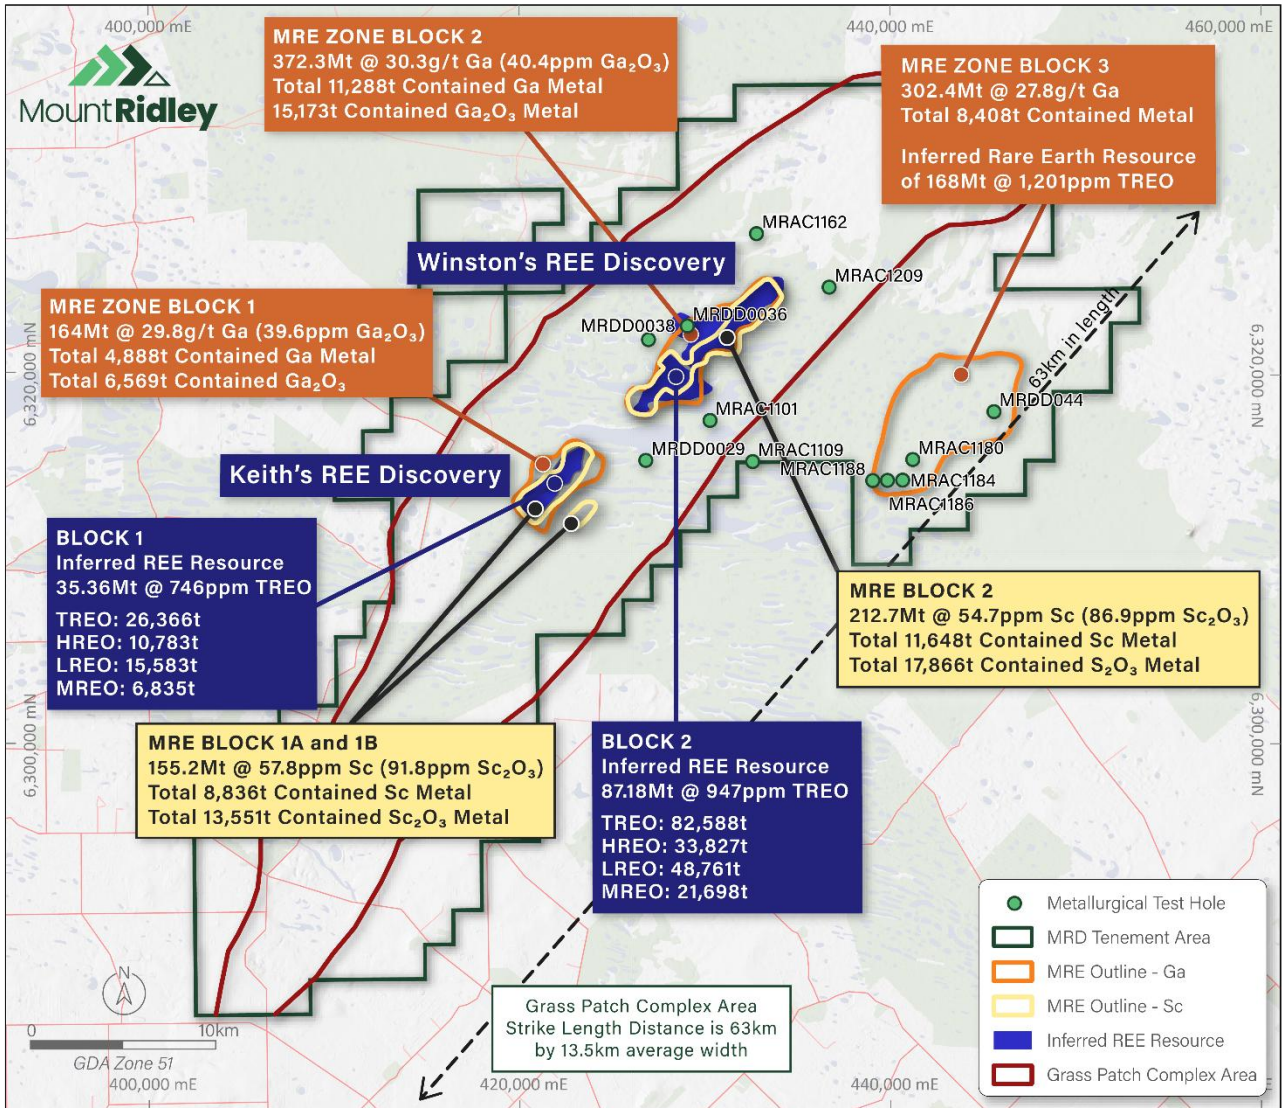 400,000 mE
440,000 mE
460,000 mE
MountRidley
MRE ZONE BLOCK 2
372.3Mt @ 30.3g/t Ga (40.4ppm Ga₂O₃)
Total 11,288t Contained Ga Metal
15,173t Contained Ga₂O₃ Metal
MRE ZONE BLOCK 3
302.4Mt @ 27.8g/t Ga
Total 8,408t Contained Metal
Inferred Rare Earth Resource
of 168Mt @ 1,201ppm TREO
MRAC1162
Winston's REE Discovery
MRAC1209
MRE ZONE BLOCK 1
164Mt @ 29.8g/t Ga (39.6ppm Ga₂O₃)
Total 4,888t Contained Ga Metal
Total 6,569t Contained Ga₂O₃
MRDD0038
MRDD0036
63km in length
6,320,000 mN
6,320,000 mN
MRDD044
MRAC1101
Keith's REE Discovery
MRDD0029
MRAC1109
MRAC1188
MRAC1180
MRAC1184
MRAC1186
BLOCK 1
Inferred REE Resource
35.36Mt @ 746ppm TREO
TREO: 26,366t
HREO: 10,783t
LREO: 15,583t
MREO: 6,835t
MRE BLOCK 2
212.7Mt @ 54.7ppm Sc (86.9ppm Sc₂O₃)
Total 11,648t Contained Sc Metal
Total 17,866t Contained S₂O₃ Metal
6,300,000 mN
6,300,000 mN
MRE BLOCK 1A and 1B
155.2Mt @ 57.8ppm Sc (91.8ppm Sc₂O₃)
Total 8,836t Contained Sc Metal
Total 13,551t Contained Sc₂O₃ Metal
BLOCK 2
Inferred REE Resource
87.18Mt @ 947ppm TREO
TREO: 82,588t
HREO: 33,827t
LREO: 48,761t
MREO: 21,698t
Metallurgical Test Hole
MRD Tenement Area
MRE Outline - Ga
MRE Outline - Sc
Inferred REE Resource
Grass Patch Complex Area
N
0 10km
GDA Zone 51
Grass Patch Complex Area
Strike Length Distance is 63km
by 13.5km average width
400,000 mE
420,000 mE
440,000 mE